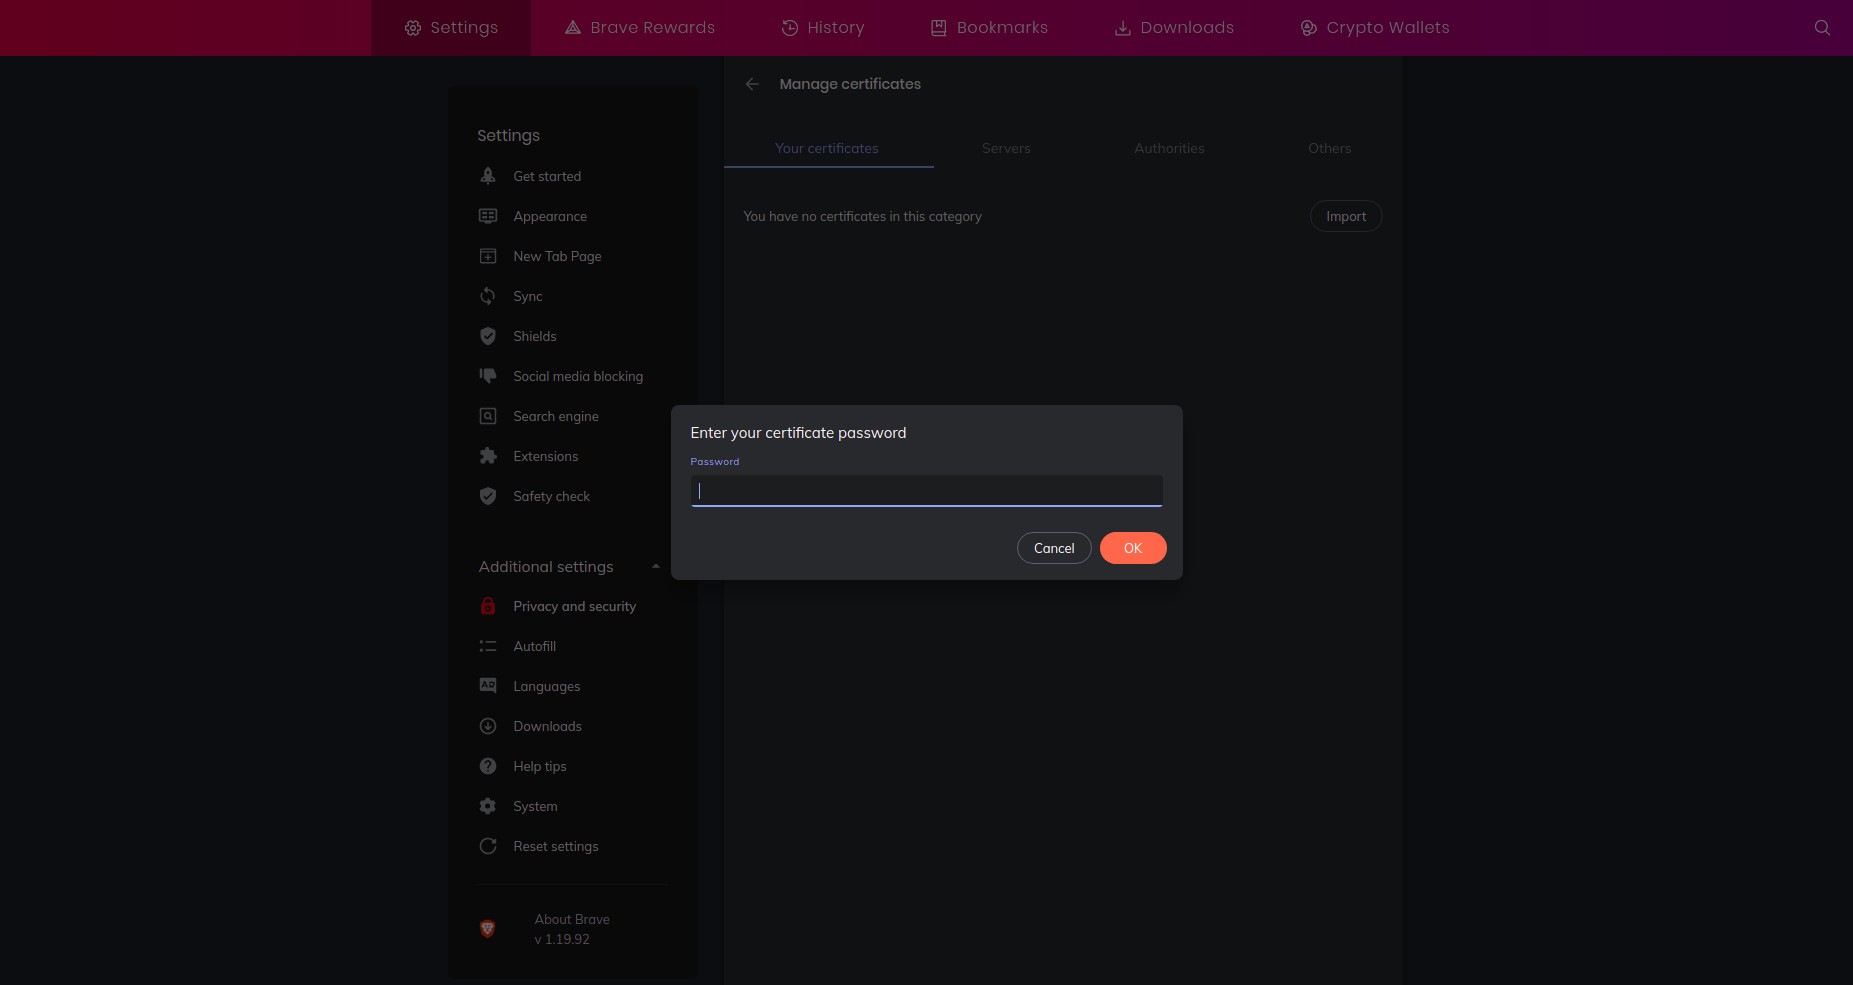 Settings
Brave Rewards
History
Bookmarks
Downloads
Crypto Wallets
Settings
Get started
Appearance
New Tab Page
Sync
Shields
Social media blocking
Search engine
Extensions
Safety check
Additional settings
Privacy and security
Autofill
Languages
Downloads
Help tips
System
Reset settings
About Brave
v 1.19.92
Manage certificates
Your certificates
Servers
Authorities
Others
You have no certificates in this category
Import
Enter your certificate password
Password
Cancel
OK